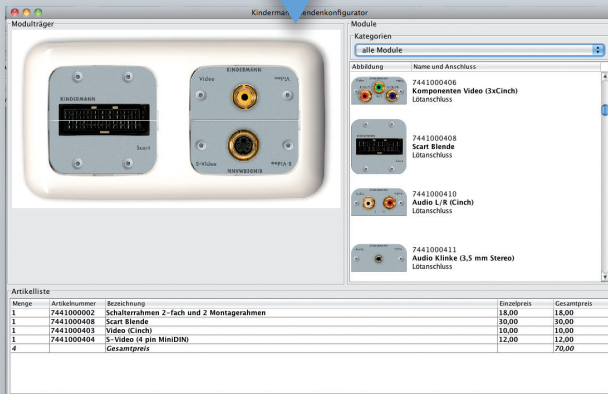 Kindermann Blendenkonfigurator
Modulträger
KINDERMANN
Scart
KINDERMANN
Video
Video
S-Video
S-Video
KINDERMANN
Module
Kategorien
alle Module
Abbildung Name und Anschluss
7441000406
Komponenten Video (3xCinch)
Lötanschluss
7441000408
Scart Blende
Lötanschluss
7441000410
Audio L/R (Cinch)
Lötanschluss
7441000411
Audio Klinke (3,5 mm Stereo)
Lötanschluss
Artikelliste
Menge Artikelnummer Bezeichnung Einzelpreis Gesamtpreis
1 7441000002 Schalterrahmen 2-fach und 2 Montagerahmen 18,00 18,00
1 7441000408 Scart Blende 30,00 30,00
1 7441000403 Video (Cinch) 10,00 10,00
1 7441000404 S-Video (4 pin MiniDIN) 12,00 12,00
4 Gesamtpreis 70,00